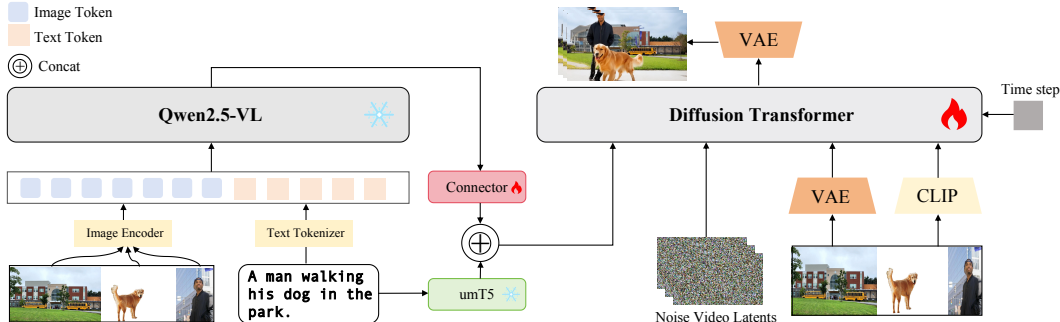 Image Token
Text Token
Concat
Qwen2.5-VL
Image Encoder
Text Tokenizer
A man walking
his dog in the
park.
Connector
umT5
VAE
Diffusion Transformer
Time step
VAE
CLIP
Noise Video Latents